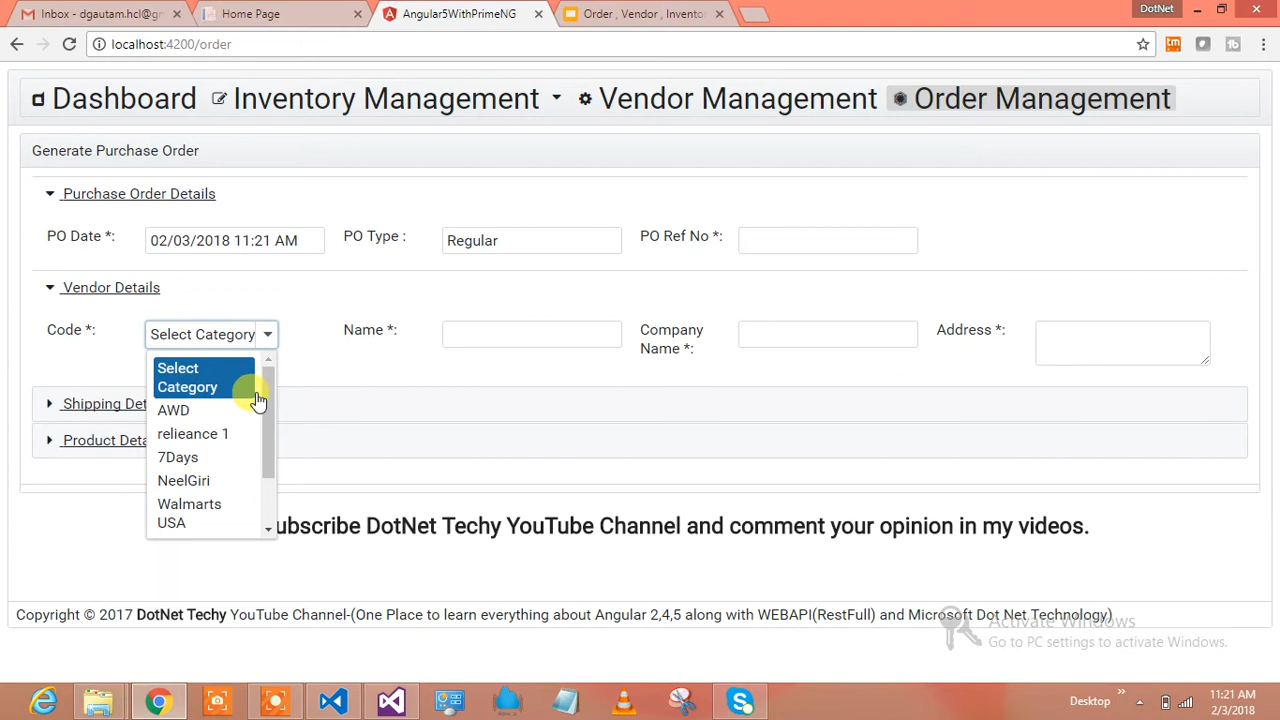 Inbox - dgautam.hcl@gm
Home Page
Angular5WithPrimeNG
Order , Vendor , Inventor
DotNet
localhost:4200/order
Dashboard
Inventory Management
Vendor Management
Order Management
Generate Purchase Order
Purchase Order Details
PO Date *:
02/03/2018 11:21 AM
PO Type :
Regular
PO Ref No *:
Vendor Details
Code *:
Select Category
Name *:
Company
Name *:
Address *:
Select
Category
AWD
relieance 1
7Days
NeelGiri
Walmarts
USA
Shipping Det
Product Deta
ubscribe DotNet Techy YouTube Channel and comment your opinion in my videos.
Copyright © 2017 DotNet Techy YouTube Channel-(One Place to learn everything about Angular 2,4,5 along with WEBAPI(RestFull) and Microsoft Dot Net Technology)
Activate Windows
Go to PC settings to activate Windows.
Desktop
11:21 AM
2/3/2018